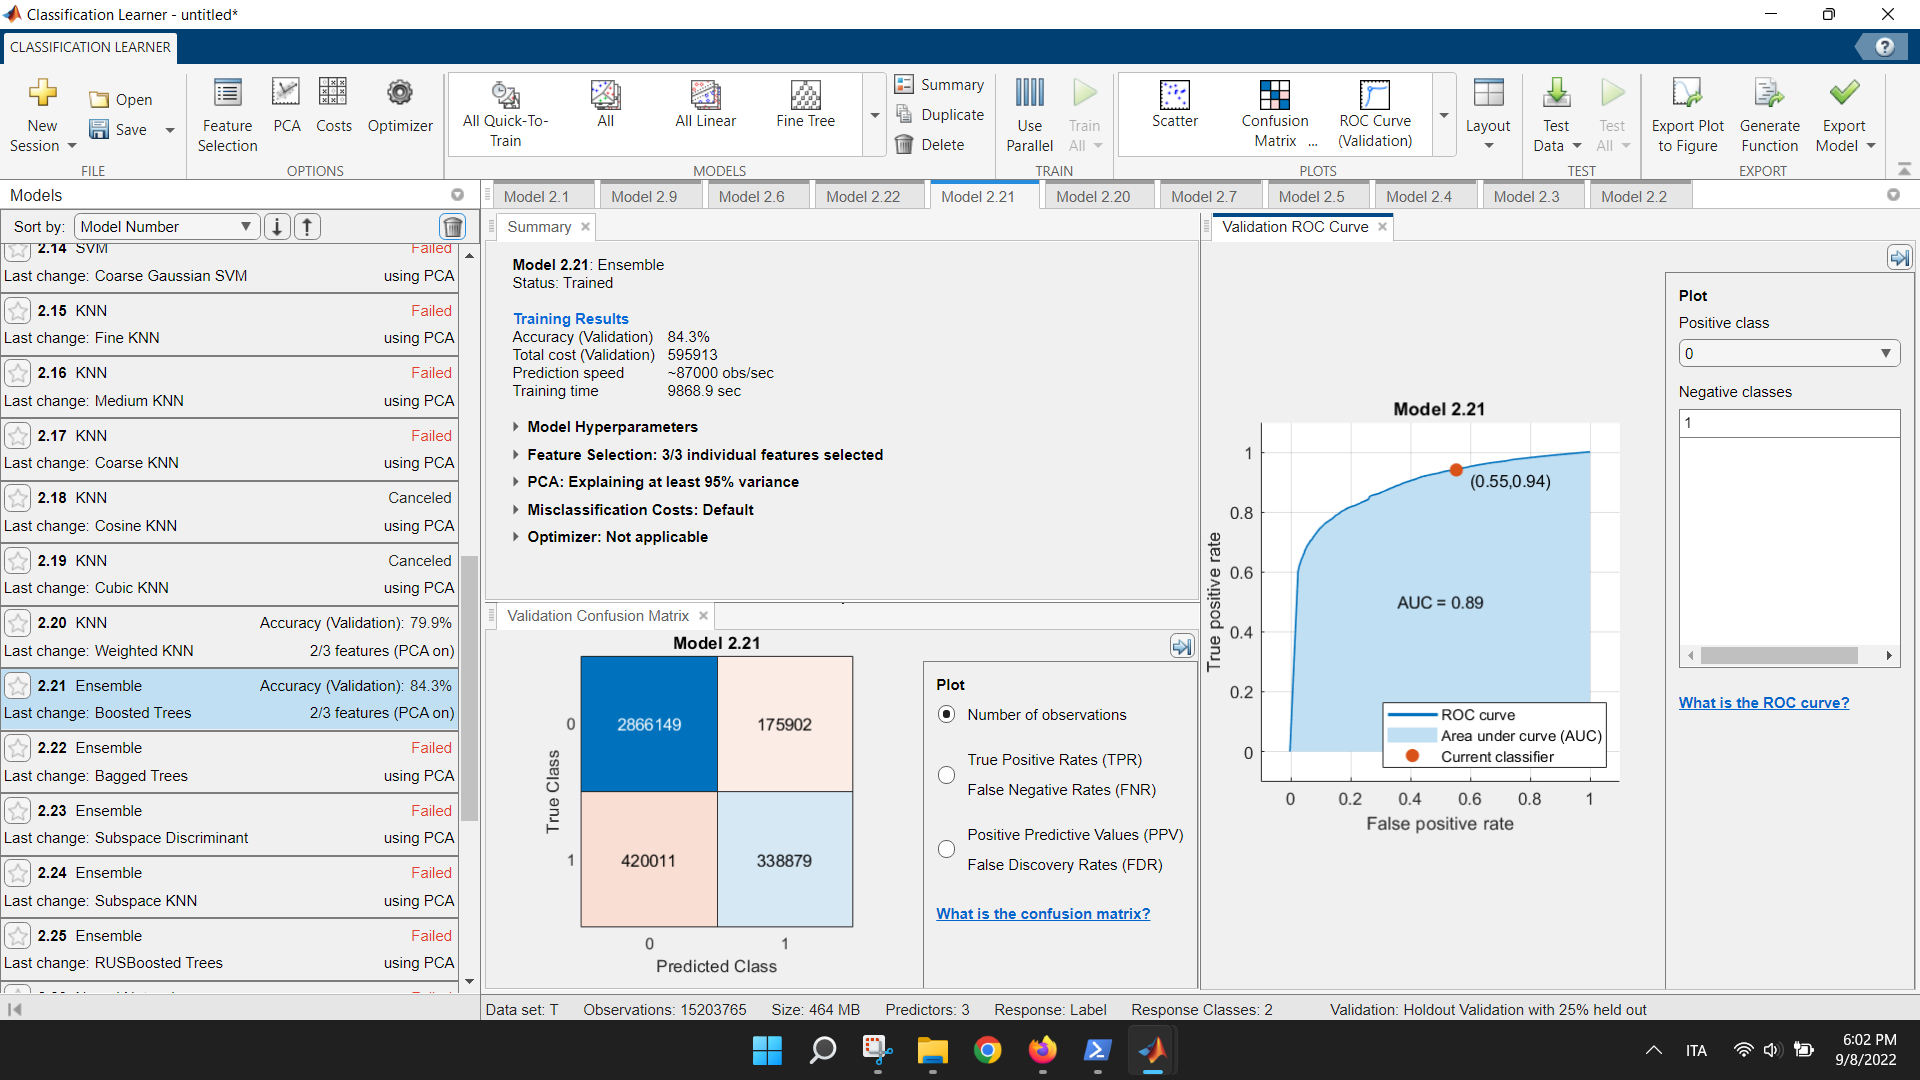 Classification Learner - untitled*
CLASSIFICATION LEARNER
New Session
Open
Save
FILE
Feature Selection
PCA
Costs
Optimizer
OPTIONS
All Quick-To-Train
All
All Linear
Fine Tree
MODELS
Summary
Duplicate
Delete
Use Parallel
Train All
TRAIN
Scatter
Confusion Matrix ...
ROC Curve (Validation)
PLOTS
Layout
Test Data
Test All
TEST
Export Plot to Figure
Generate Function
Export Model
EXPORT
Models
Sort by: Model Number
2.14 SVM Failed
Last change: Coarse Gaussian SVM using PCA
2.15 KNN Failed
Last change: Fine KNN using PCA
2.16 KNN Failed
Last change: Medium KNN using PCA
2.17 KNN Failed
Last change: Coarse KNN using PCA
2.18 KNN Canceled
Last change: Cosine KNN using PCA
2.19 KNN Canceled
Last change: Cubic KNN using PCA
2.20 KNN Accuracy (Validation): 79.9%
Last change: Weighted KNN 2/3 features (PCA on)
2.21 Ensemble Accuracy (Validation): 84.3%
Last change: Boosted Trees 2/3 features (PCA on)
2.22 Ensemble Failed
Last change: Bagged Trees using PCA
2.23 Ensemble Failed
Last change: Subspace Discriminant using PCA
2.24 Ensemble Failed
Last change: Subspace KNN using PCA
2.25 Ensemble Failed
Last change: RUSBoosted Trees using PCA
Model 2.1 Model 2.9 Model 2.6 Model 2.22 Model 2.21 Model 2.20 Model 2.7 Model 2.5 Model 2.4 Model 2.3 Model 2.2
Summary
Model 2.21: Ensemble
Status: Trained
Training Results
Accuracy (Validation) 84.3%
Total cost (Validation) 595913
Prediction speed ~87000 obs/sec
Training time 9868.9 sec
Model Hyperparameters
Feature Selection: 3/3 individual features selected
PCA: Explaining at least 95% variance
Misclassification Costs: Default
Optimizer: Not applicable
Validation Confusion Matrix
Model 2.21
True Class
0 2866149 175902
1 420011 338879
0 1
Predicted Class
Plot
Number of observations
True Positive Rates (TPR)
False Negative Rates (FNR)
Positive Predictive Values (PPV)
False Discovery Rates (FDR)
What is the confusion matrix?
Validation ROC Curve
Model 2.21
True positive rate
1
0.8
0.6
0.4
0.2
0
(0.55,0.94)
AUC = 0.89
ROC curve
Area under curve (AUC)
Current classifier
0 0.2 0.4 0.6 0.8 1
False positive rate
Plot
Positive class
0
Negative classes
1
What is the ROC curve?
Data set: T Observations: 15203765 Size: 464 MB Predictors: 3 Response: Label Response Classes: 2 Validation: Holdout Validation with 25% held out
ITA
6:02 PM
9/8/2022